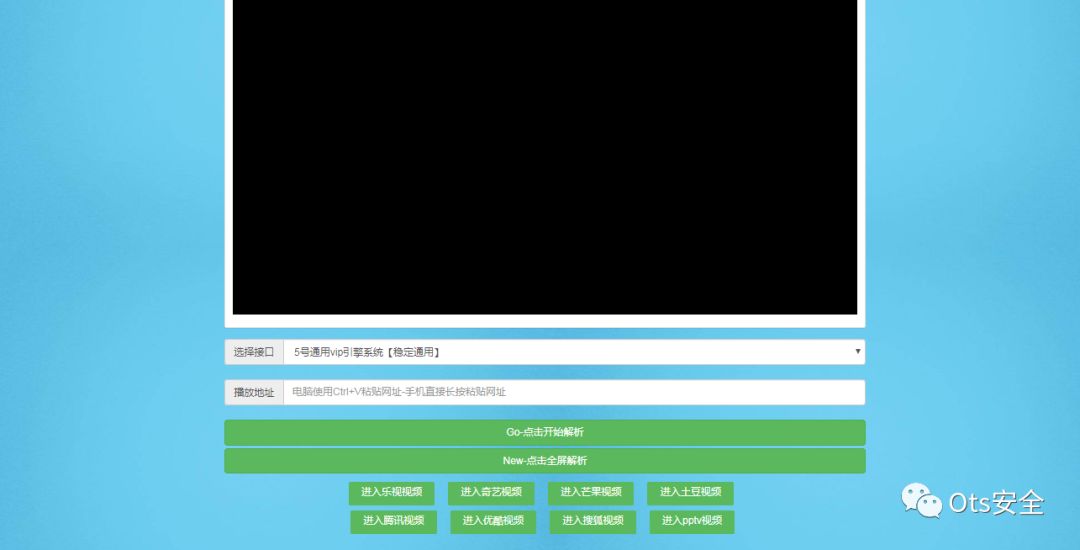 选择接口 5号通用vip引擎系统【稳定通用】
播放地址 电脑使用Ctrl+V粘贴网址-手机直接长按粘贴网址
Go-点击开始解析
New-点击全屏解析
进入乐视视频 进入奇艺视频 进入芒果视频 进入土豆视频
进入腾讯视频 进入优酷视频 进入搜狐视频 进入pptv视频
Ots安全